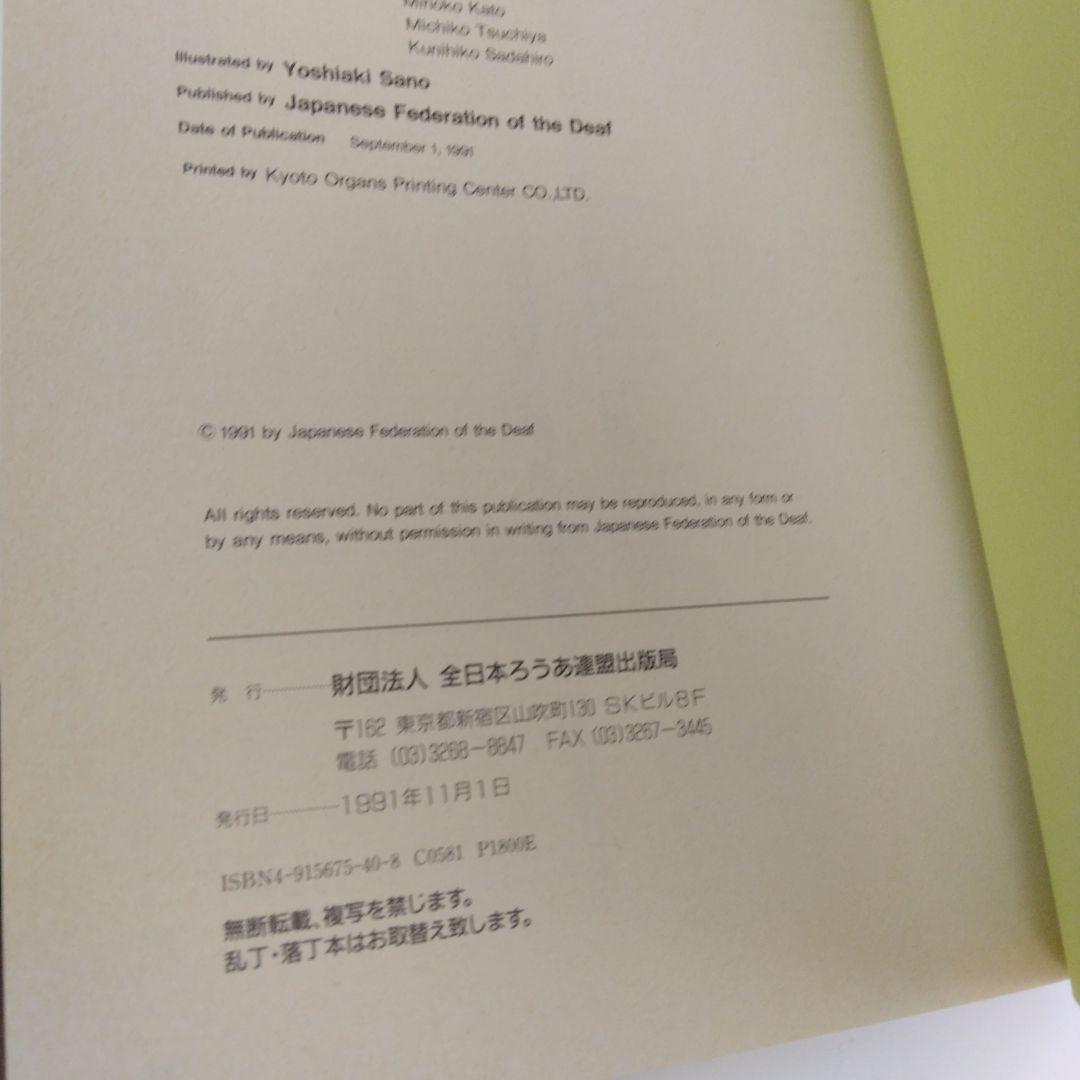 Minoko Kato
Michiko Tsuchiya
Kunihiko Sadahiro
Illustrated by Yoshiaki Sano
Published by Japanese Federation of the Deaf
Date of Publication September 1, 1991
Printed by Kyoto Organs Printing Center CO.,LTD.
© 1991 by Japanese Federation of the Deaf
All rights reserved. No part of this publication may be reproduced, in any form or
by any means, without permission in writing from Japanese Federation of the Deaf.
発 行 財団法人 全日本ろうあ連盟出版局
〒162 東京都新宿区山吹町130 SKビル8F
電話 (03)3268-8847 FAX (03)3267-3445
発行日 1991年11月1日
ISBN4-915675-40-8 C0581 P1800E
無断転載、複写を禁じます。
乱丁・落丁本はお取替え致します。